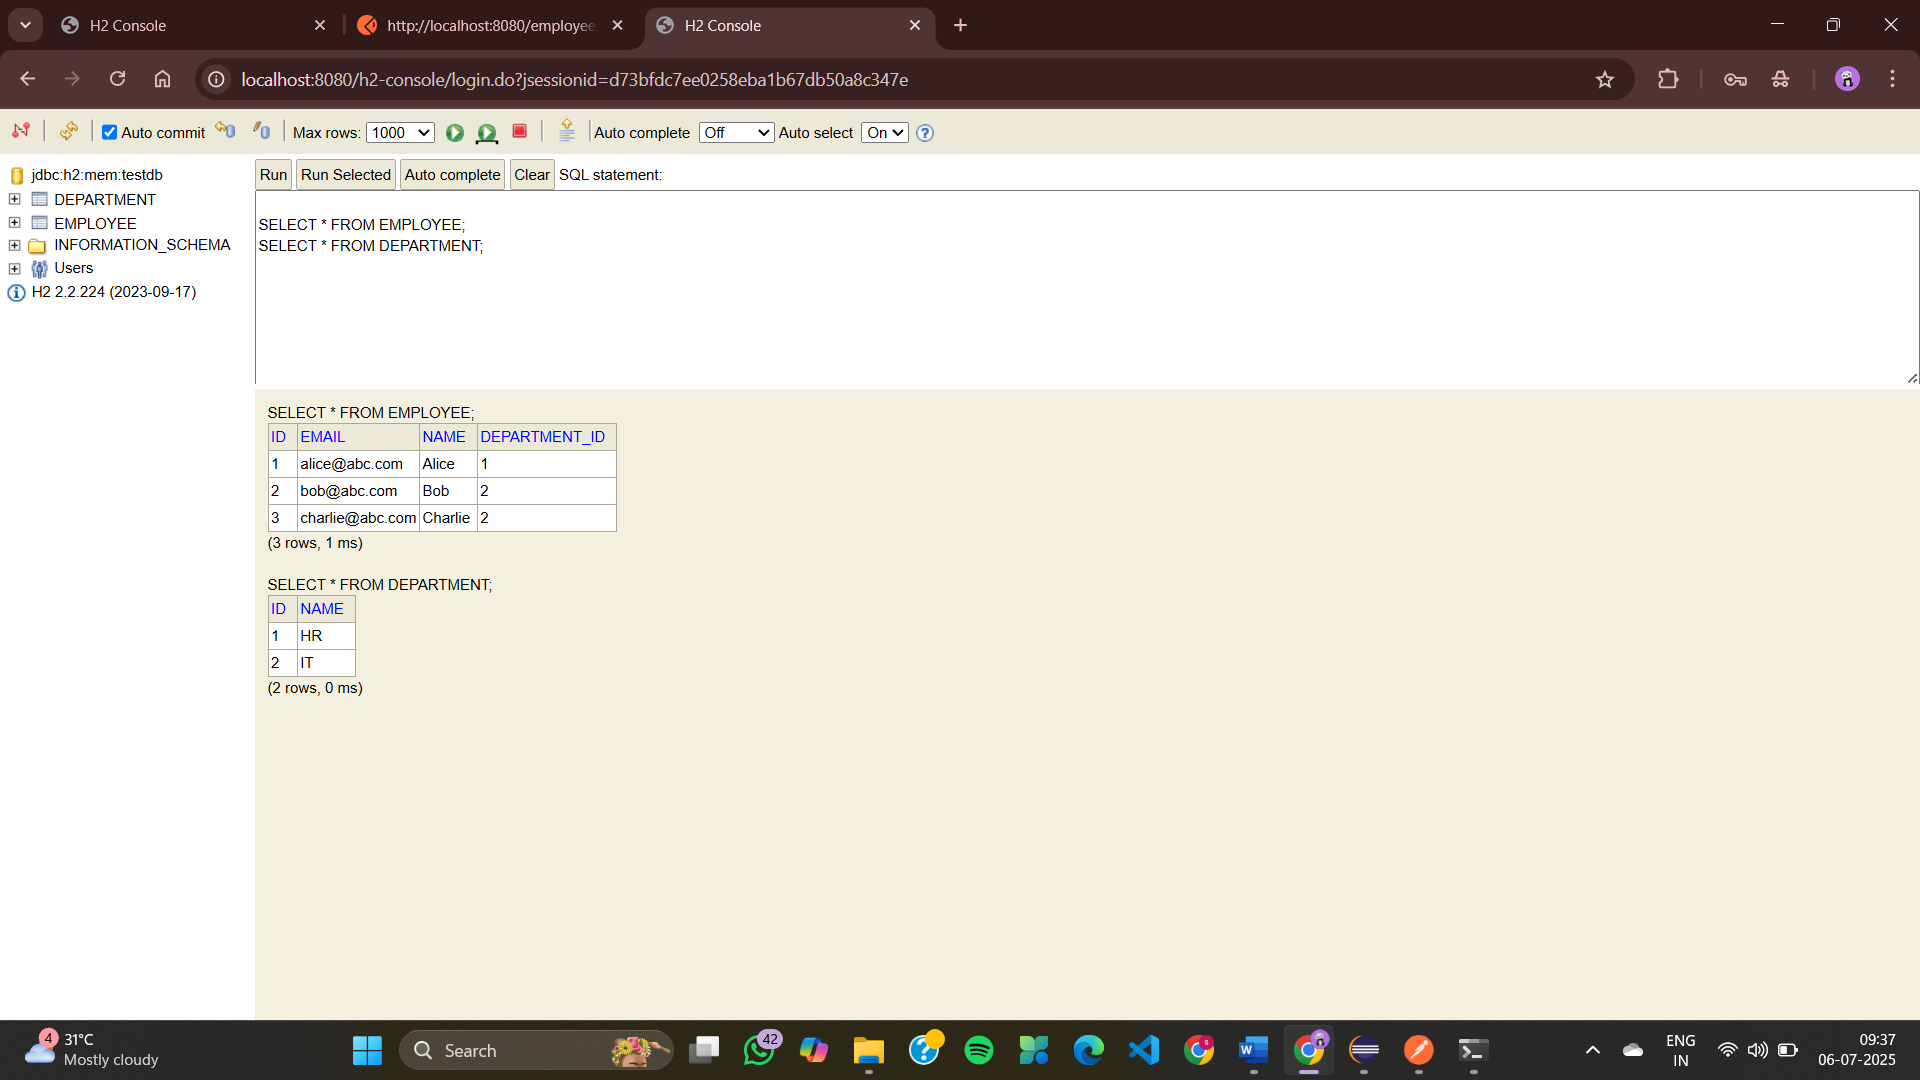 H2 Console
http://localhost:8080/employee
H2 Console
localhost:8080/h2-console/login.do?jsessionid=d73bfdc7ee0258eba1b67db50a8c347e
Auto commit Max rows: 1000 Auto complete Off Auto select On
jdbc:h2:mem:testdb
DEPARTMENT
EMPLOYEE
INFORMATION_SCHEMA
Users
H2 2.2.224 (2023-09-17)
Run Run Selected Auto complete Clear SQL statement:
SELECT * FROM EMPLOYEE;
SELECT * FROM DEPARTMENT;
SELECT * FROM EMPLOYEE;
ID EMAIL NAME DEPARTMENT_ID
1 alice@abc.com Alice 1
2 bob@abc.com Bob 2
3 charlie@abc.com Charlie 2
(3 rows, 1 ms)
SELECT * FROM DEPARTMENT;
ID NAME
1 HR
2 IT
(2 rows, 0 ms)
4
31°C
Mostly cloudy
Search
42
8
ENG
IN
09:37
06-07-2025